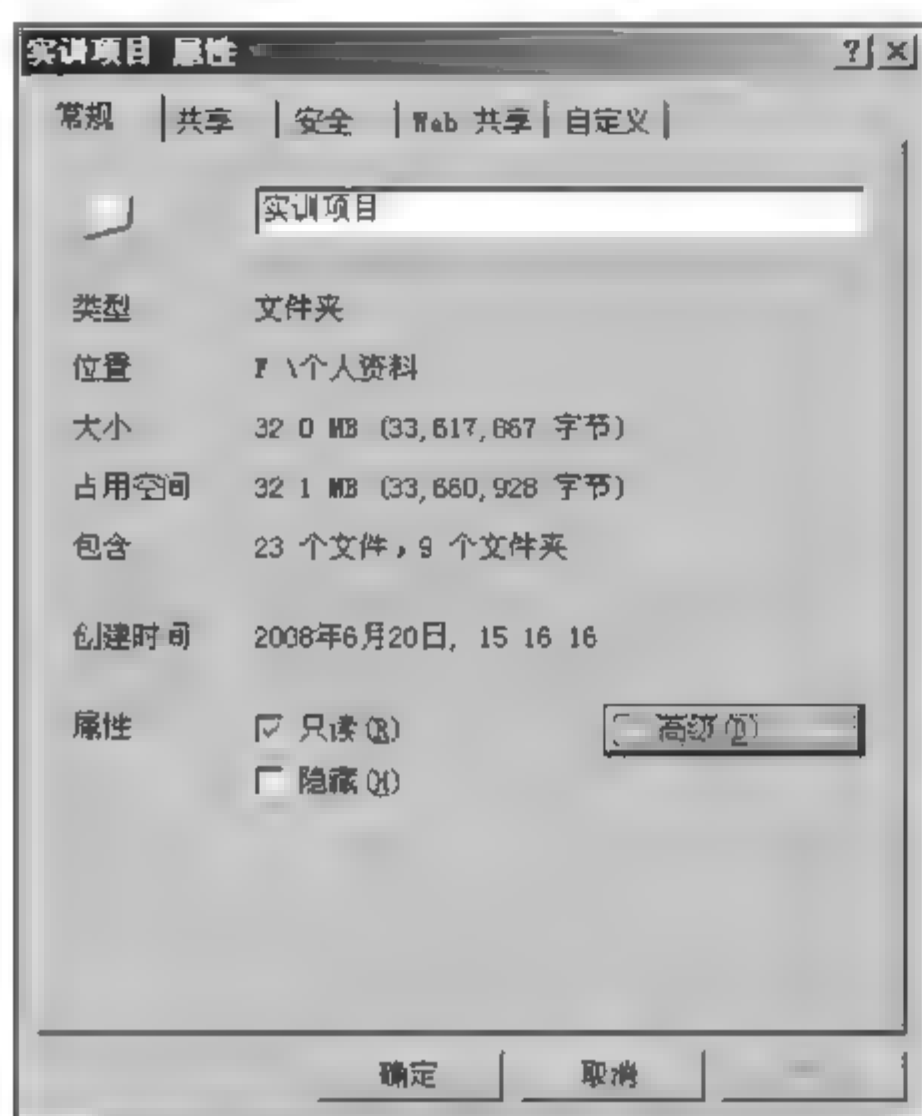 实训项目 属性
常规 共享 安全 Web 共享 自定义
实训项目
类型 文件夹
位置 F \个人资料
大小 32 0 MB (33,617,667 字节)
占用空间 32 1 MB (33,660,928 字节)
包含 23 个文件,9 个文件夹
创建时间 2008年6月20日, 15 16 16
属性 只读(R) 高级(D)
隐藏(H)
确定 取消